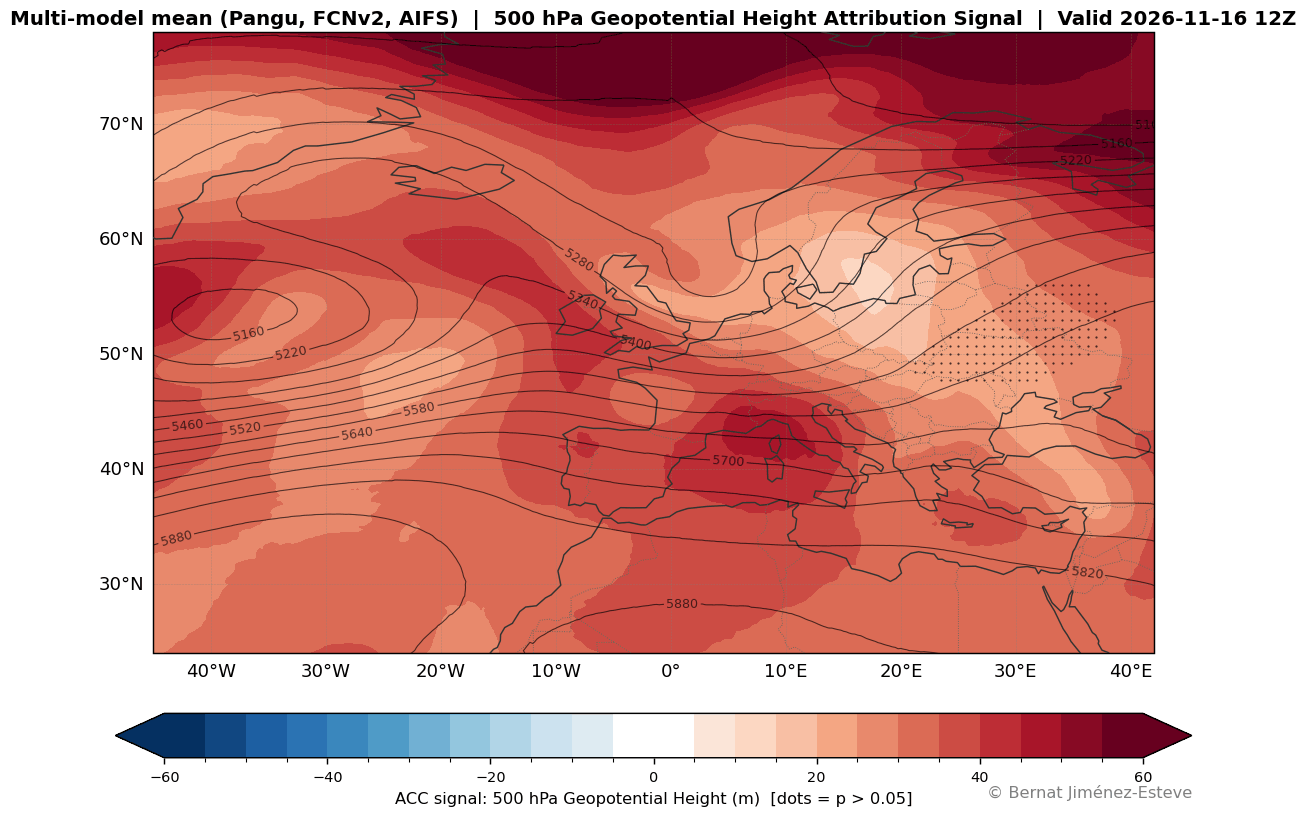 Multi-model mean (Pangu, FCNv2, AIFS)  |  500 hPa Geopotential Height Attribution Signal  |  Valid 2026-11-16 12Z
70°N
60°N
50°N
40°N
30°N
5160
5220
5280
5340
5400
5160
5220
5580
5460
5520
5640
5700
5880
5820
5880
40°W 30°W 20°W 10°W 0° 10°E 20°E 30°E 40°E
−60 −40 −20 0 20 40 60
ACC signal: 500 hPa Geopotential Height (m)  [dots = p > 0.05]
© Bernat Jiménez-Esteve